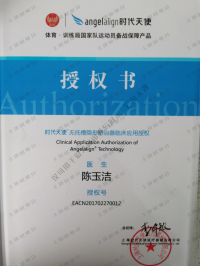 angelalign时代天使
体育·训练局国家队运动员备战保障产品
授权书
时代天使 无托槽隐形矫治器临床应用授权
Clinical Application Authorization of
Angelalign® Technology
医生
陈玉洁
授权号
EACN201702270012